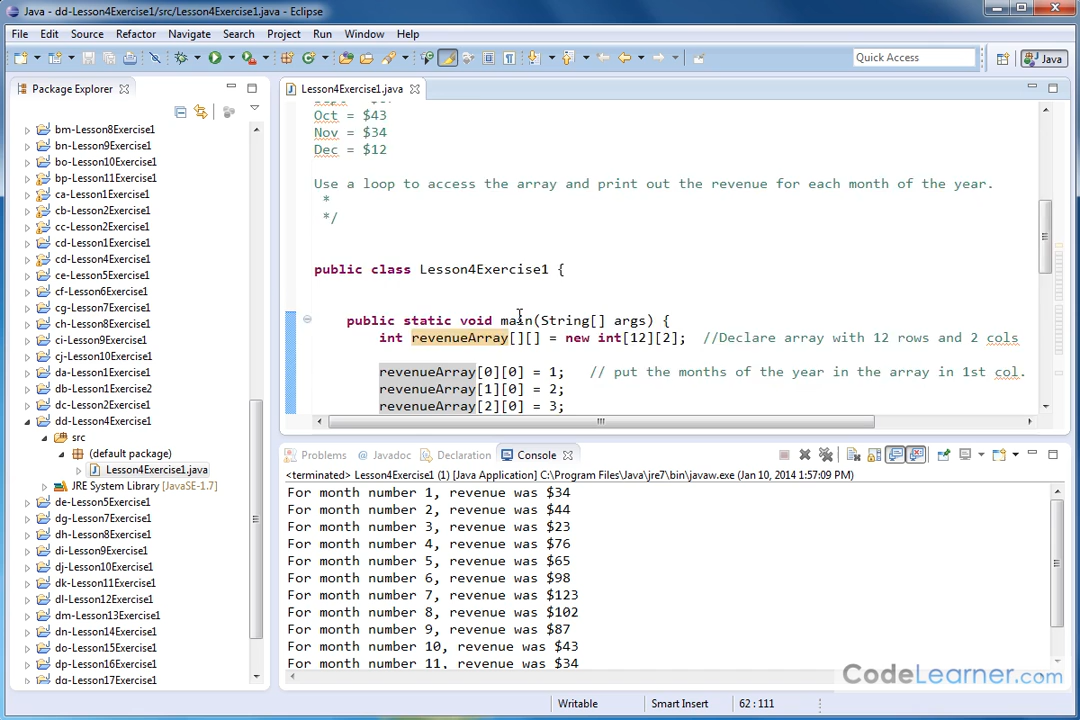 Java - dd-Lesson4Exercise1/src/Lesson4Exercise1.java - Eclipse
File Edit Source Refactor Navigate Search Project Run Window Help
Quick Access
Java
Package Explorer
bm-Lesson8Exercise1
bn-Lesson9Exercise1
bo-Lesson10Exercise1
bp-Lesson11Exercise1
ca-Lesson1Exercise1
cb-Lesson2Exercise1
cc-Lesson2Exercise1
cd-Lesson3Exercise1
cd-Lesson4Exercise1
ce-Lesson5Exercise1
cf-Lesson6Exercise1
cg-Lesson7Exercise1
ch-Lesson8Exercise1
ci-Lesson9Exercise1
cj-Lesson10Exercise1
da-Lesson1Exercise1
db-Lesson1Exercise2
dc-Lesson2Exercise1
dd-Lesson4Exercise1
src
(default package)
Lesson4Exercise1.java
JRE System Library [JavaSE-1.7]
de-Lesson5Exercise1
dg-Lesson7Exercise1
dh-Lesson8Exercise1
di-Lesson9Exercise1
dj-Lesson10Exercise1
dk-Lesson11Exercise1
dl-Lesson12Exercise1
dm-Lesson13Exercise1
dn-Lesson14Exercise1
do-Lesson15Exercise1
dp-Lesson16Exercise1
dq-Lesson17Exercise1
Lesson4Exercise1.java
Oct = $43
Nov = $34
Dec = $12
Use a loop to access the array and print out the revenue for each month of the year.
*
*/
public class Lesson4Exercise1 {
public static void main(String[] args) {
int revenueArray[][] = new int[12][2]; //Declare array with 12 rows and 2 cols
revenueArray[0][0] = 1; // put the months of the year in the array in 1st col.
revenueArray[1][0] = 2;
revenueArray[2][0] = 3;
Problems Javadoc Declaration Console
<terminated> Lesson4Exercise1 (1) [Java Application] C:\Program Files\Java\jre7\bin\javaw.exe (Jan 10, 2014 1:57:09 PM)
For month number 1, revenue was $34
For month number 2, revenue was $44
For month number 3, revenue was $23
For month number 4, revenue was $76
For month number 5, revenue was $65
For month number 6, revenue was $98
For month number 7, revenue was $123
For month number 8, revenue was $102
For month number 9, revenue was $87
For month number 10, revenue was $43
For month number 11, revenue was $34
CodeLearner.com
Writable Smart Insert 62 : 111